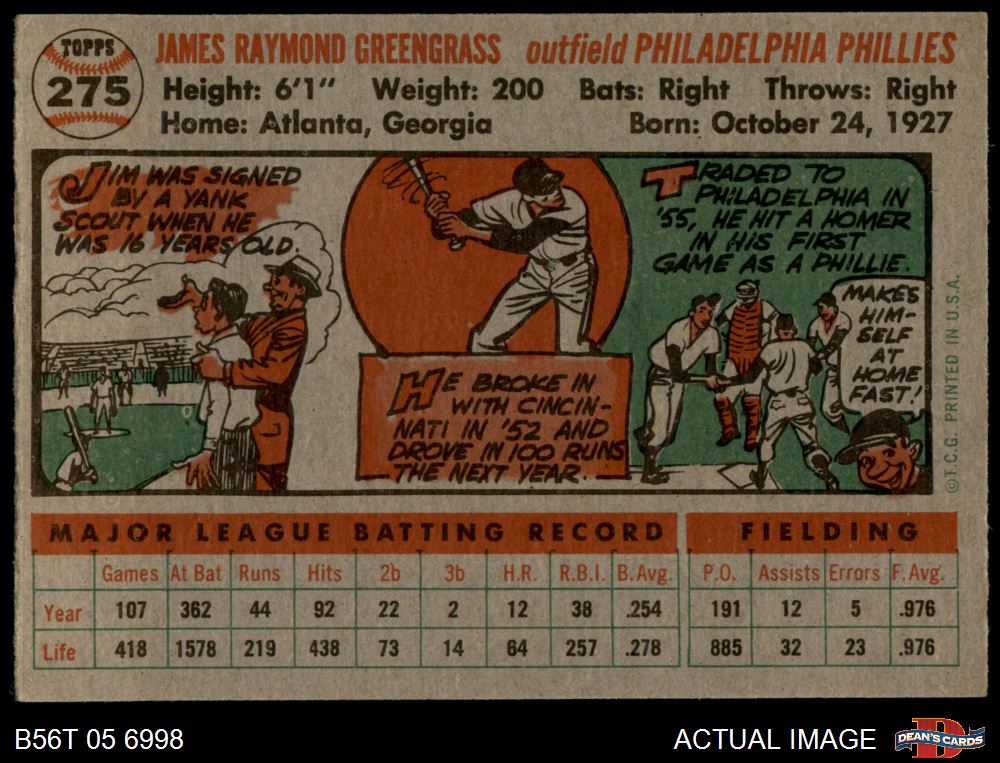 TOPPS
275
JAMES RAYMOND GREENGRASS outfield PHILADELPHIA PHILLIES
Height: 6'1" Weight: 200 Bats: Right Throws: Right
Home: Atlanta, Georgia Born: October 24, 1927
JIM WAS SIGNED
BY A YANK
SCOUT WHEN HE
WAS 16 YEARS OLD.
HE BROKE IN
WITH CINCIN-
NATI IN '52 AND
DROVE IN 100 RUNS
THE NEXT YEAR.
TRADED TO
PHILADELPHIA IN
'55, HE HIT A HOMER
IN HIS FIRST
GAME AS A PHILLIE.
MAKES
HIM-
SELF
AT
HOME
FAST!
©T.C.G. PRINTED IN U.S.A.
MAJOR LEAGUE BATTING RECORD FIELDING
Games At Bat Runs Hits 2b 3b H.R. R.B.I. B.Avg. P.O. Assists Errors F.Avg.
Year 107 362 44 92 22 2 12 38 .254 191 12 5 .976
Life 418 1578 219 438 73 14 64 257 .278 885 32 23 .976
B56T 05 6998 ACTUAL IMAGE DEAN'S CARDS